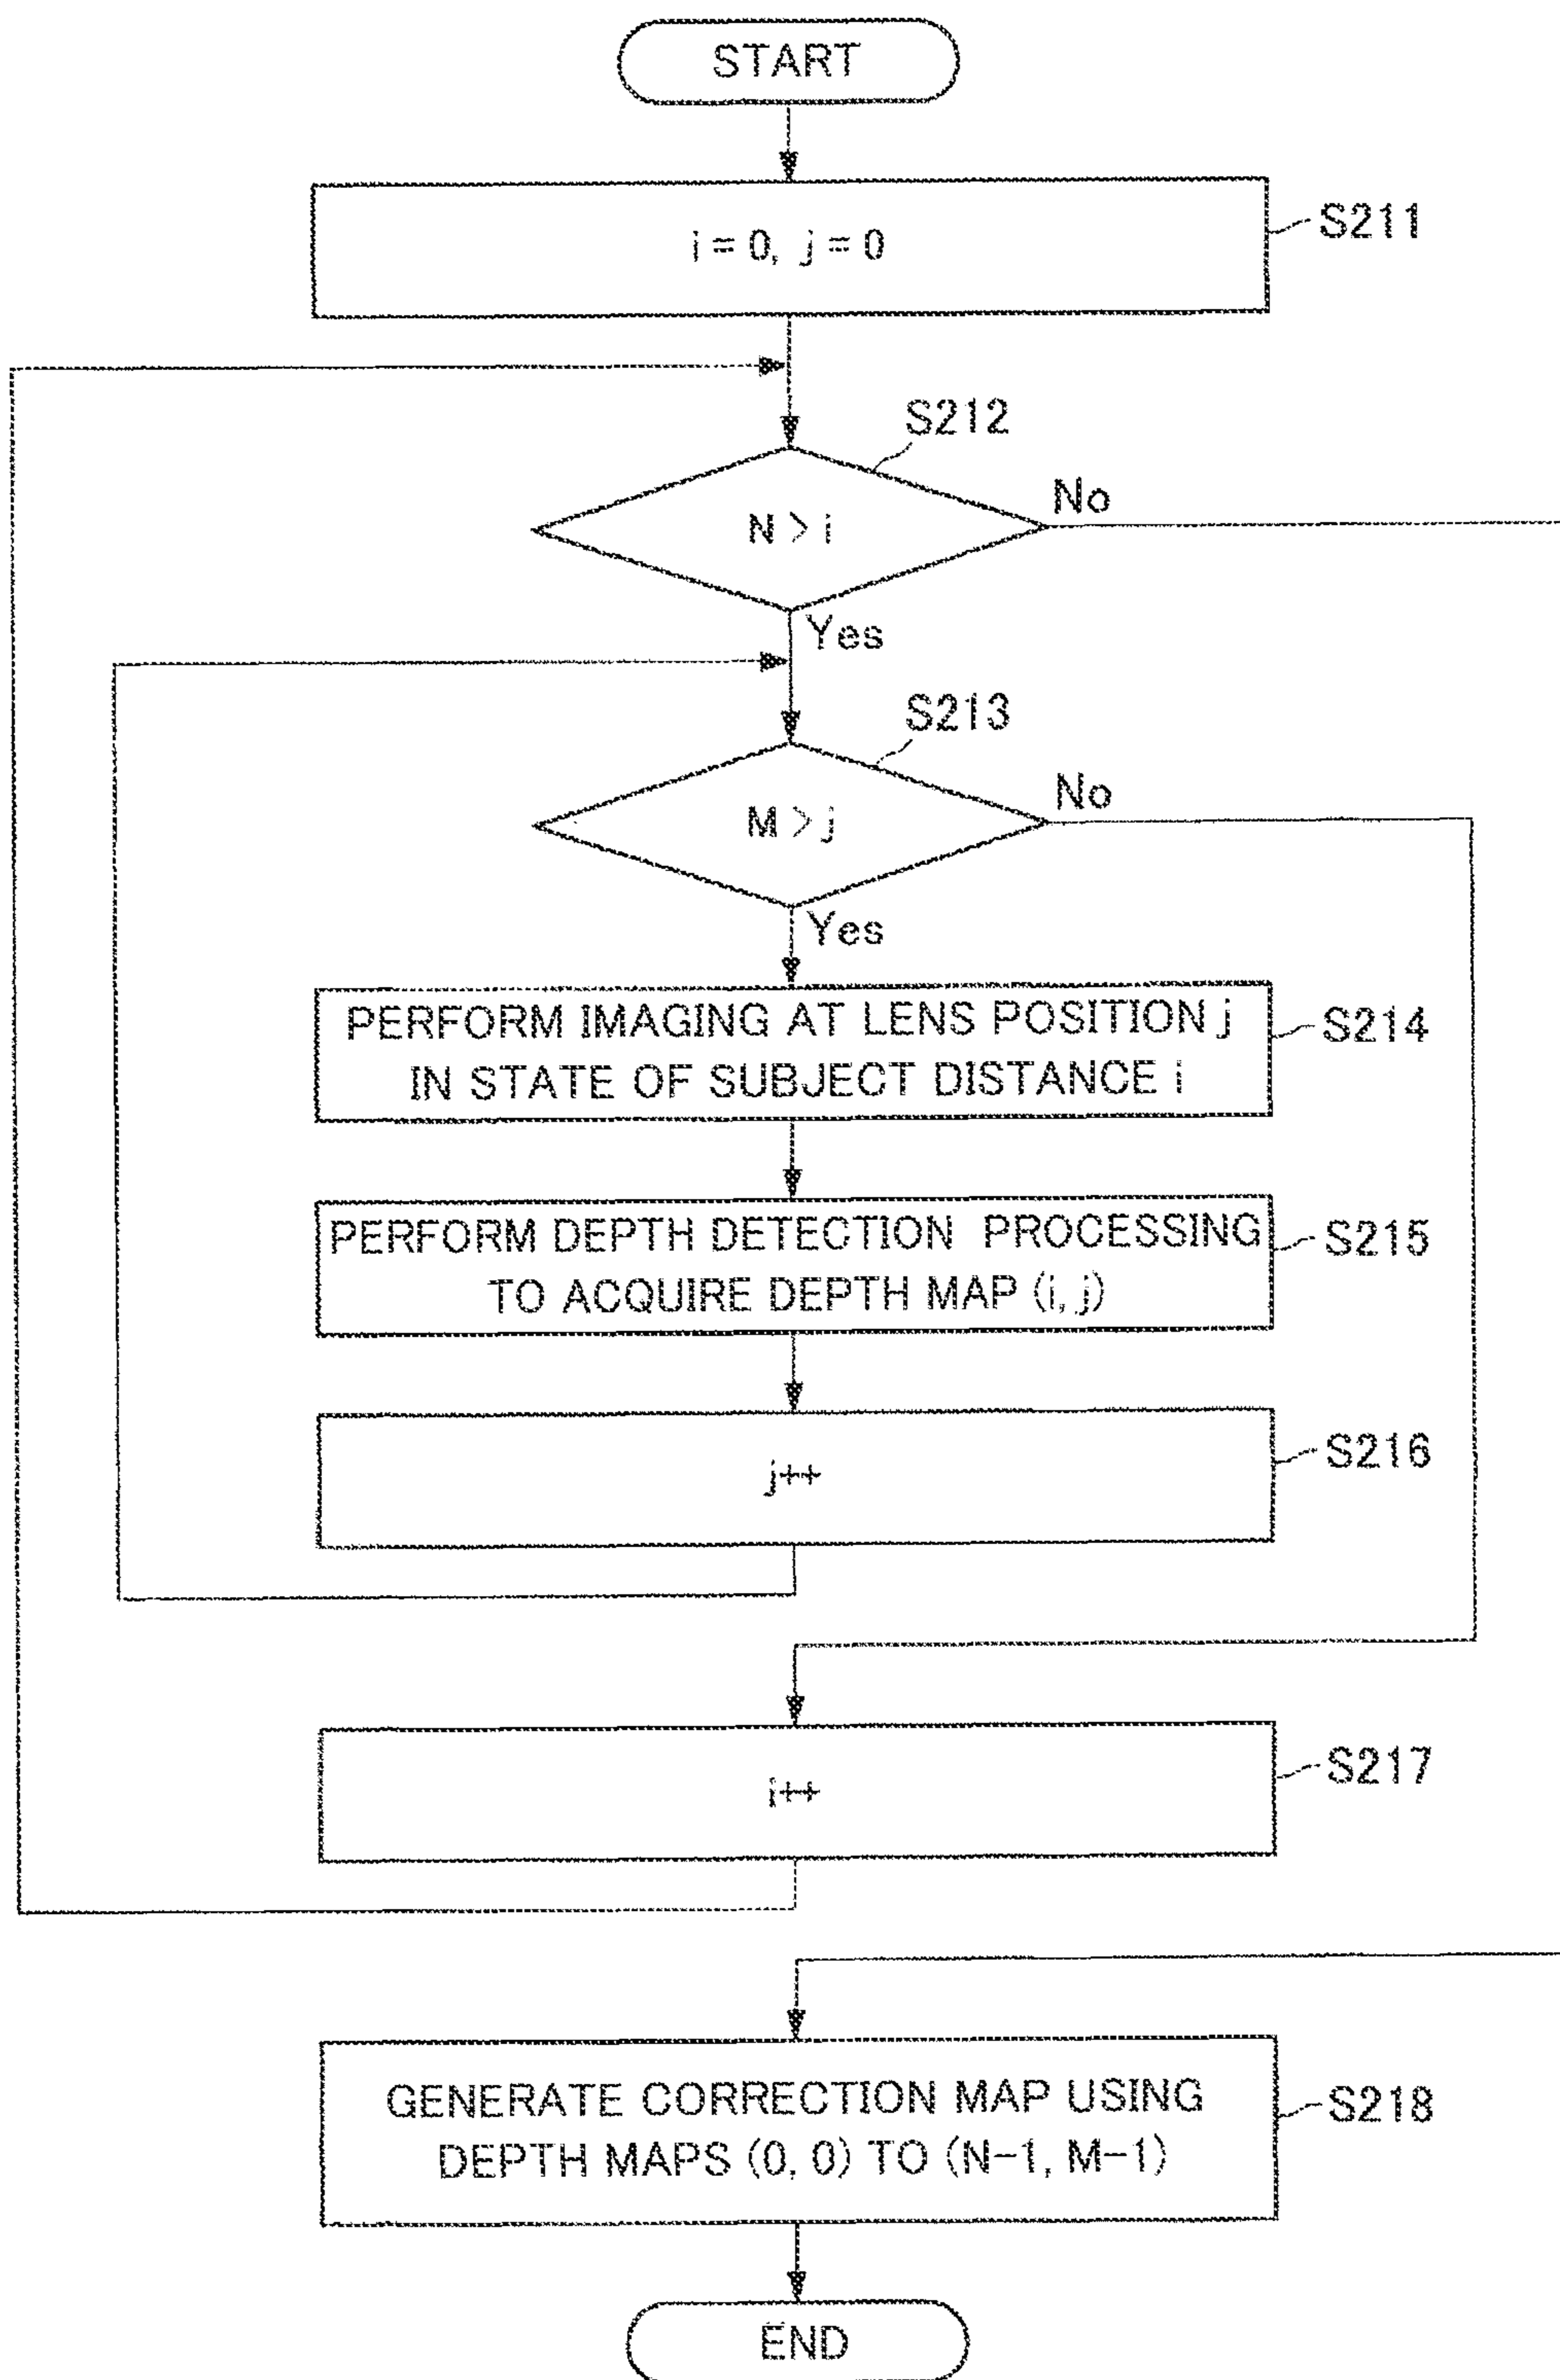 START
i = 0, j = 0
S211
S212
N > i
No
Yes
S213
M > j
No
Yes
PERFORM IMAGING AT LENS POSITION j
IN STATE OF SUBJECT DISTANCE i
S214
PERFORM DEPTH DETECTION PROCESSING
TO ACQUIRE DEPTH MAP (i, j)
S215
j++
S216
i++
S217
GENERATE CORRECTION MAP USING
DEPTH MAPS (0, 0) TO (N-1, M-1)
S218
END